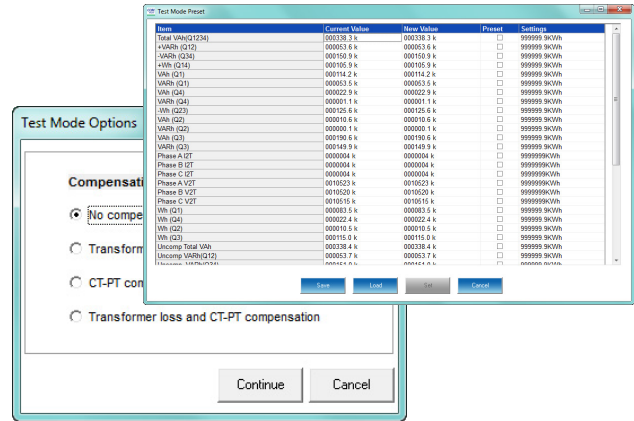 Test Mode Preset
Item Current Value New Value Preset Settings
Total VAh(Q1234) 000338.3 k 000338.3 k 999999.9KWh
+VARh (Q12) 000053.6 k 000053.6 k 999999.9KWh
-VARh (Q34) 000150.9 k 000150.9 k 999999.9KWh
+Wh (Q14) 000105.9 k 000105.9 k 999999.9KWh
VAh (Q1) 000114.2 k 000114.2 k 999999.9KWh
VARh (Q1) 000053.5 k 000053.5 k 999999.9KWh
VAh (Q4) 000022.9 k 000022.9 k 999999.9KWh
VARh (Q4) 000001.1 k 000001.1 k 999999.9KWh
-Wh (Q23) 000125.6 k 000125.6 k 999999.9KWh
VAh (Q2) 000010.6 k 000010.6 k 999999.9KWh
VARh (Q2) 000000.1 k 000000.1 k 999999.9KWh
VAh (Q3) 000190.6 k 000190.6 k 999999.9KWh
VARh (Q3) 000149.9 k 000149.9 k 999999.9KWh
Phase A I2T 0000004 k 0000004 k 9999999KWh
Phase B I2T 0000004 k 0000004 k 9999999KWh
Phase C I2T 0000004 k 0000004 k 9999999KWh
Phase A V2T 0010523 k 0010523 k 9999999KWh
Phase B V2T 0010520 k 0010520 k 9999999KWh
Phase C V2T 0010515 k 0010515 k 9999999KWh
Wh (Q1) 000083.5 k 000083.5 k 999999.9KWh
Wh (Q4) 000022.4 k 000022.4 k 999999.9KWh
Wh (Q2) 000010.5 k 000010.5 k 999999.9KWh
Wh (Q3) 000115.0 k 000115.0 k 999999.9KWh
Uncomp Total VAh 000338.4 k 000338.4 k 999999.9KWh
Uncomp VARh(Q12) 000053.7 k 000053.7 k 999999.9KWh
Save Load Set Cancel
Test Mode Options
Compensati
No compe
Transform
CT-PT con
Transformer loss and CT-PT compensation
Continue Cancel